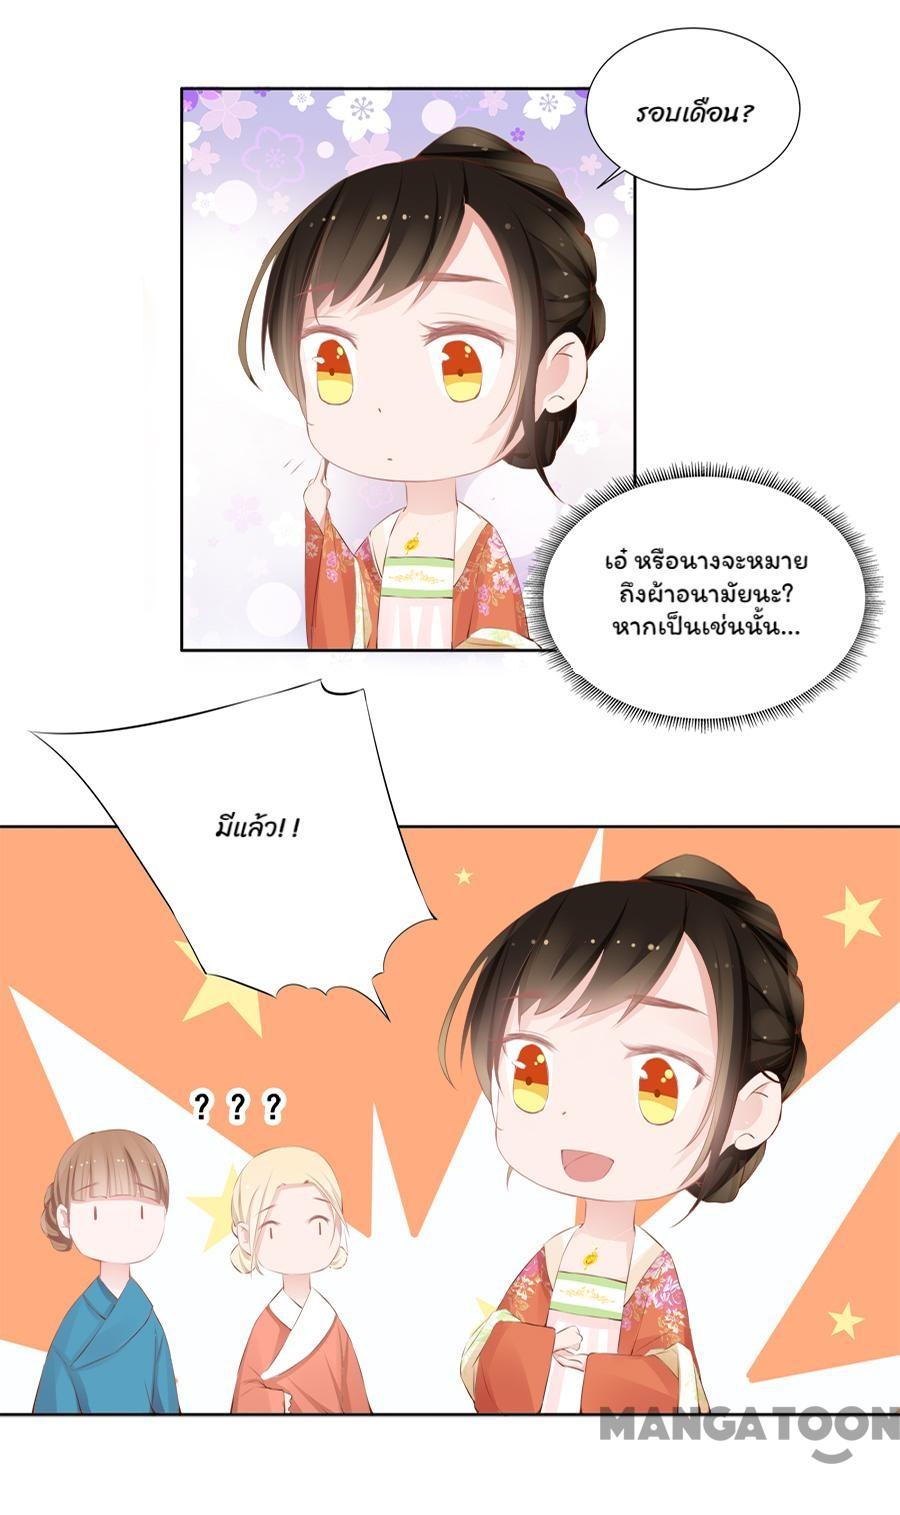 รอบเดือน?
เอ๋ หรือนางจะหมาย
ถึงผ้าอนามัยนะ?
หากเป็นเช่นนั้น...
มีแล้ว!!
? ? ?
MANGATOON